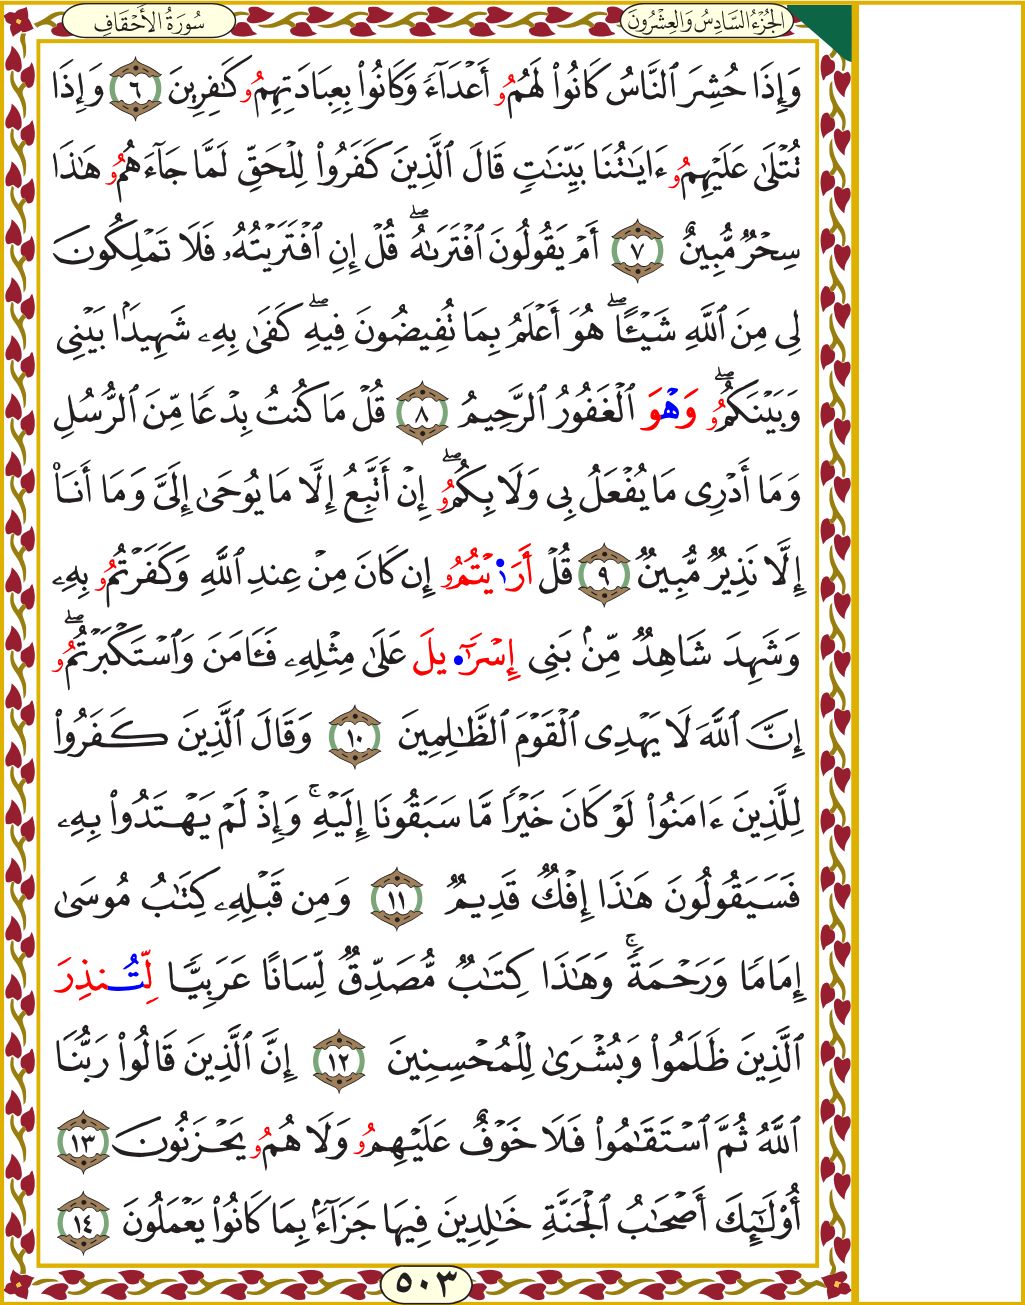 الجُزْءُ السَّادِسُ وَالعِشْرُونَ
سُورَةُ الأَحْقَافِ
وَإِذَا حُشِرَ ٱلنَّاسُ كَانُواْ لَهُمُۥ أَعْدَآءٗ وَكَانُواْ بِعِبَادَتِهِمُۥ كَٰفِرِينَ ٦ وَإِذَا
تُتْلَىٰ عَلَيْهِمُۥ ءَايَٰتُنَا بَيِّنَٰتٖ قَالَ ٱلَّذِينَ كَفَرُواْ لِلْحَقِّ لَمَّا جَآءَهُمُۥ هَٰذَا
سِحْرٞ مُّبِينٌ ٧ أَمْ يَقُولُونَ ٱفْتَرَىٰهُۖ قُلْ إِنِ ٱفْتَرَيْتُهُۥ فَلَا تَمْلِكُونَ
لِى مِنَ ٱللَّهِ شَيْـًٔاۖ هُوَ أَعْلَمُ بِمَا تُفِيضُونَ فِيهِۖ كَفَىٰ بِهِۦ شَهِيدَۢا بَيْنِى
وَبَيْنَكُمُۥۖ وَهْوَ ٱلْغَفُورُ ٱلرَّحِيمُ ٨ قُلْ مَا كُنتُ بِدْعٗا مِّنَ ٱلرُّسُلِ
وَمَا أَدْرِى مَا يُفْعَلُ بِى وَلَا بِكُمُۥۖ إِنْ أَتَّبِعُ إِلَّا مَا يُوحَىٰ إِلَىَّ وَمَا أَنَا۠
إِلَّا نَذِيرٞ مُّبِينٞ ٩ قُلْ أَرَٰ۬يْتُمُۥ إِن كَانَ مِنْ عِندِ ٱللَّهِ وَكَفَرْتُمُۥ بِهِۦ
وَشَهِدَ شَاهِدٞ مِّنۢ بَنِى إِسْرَآ۬ءِيلَ عَلَىٰ مِثْلِهِۦ فَـَٔامَنَ وَٱسْتَكْبَرْتُمُۥۖ
إِنَّ ٱللَّهَ لَا يَهْدِى ٱلْقَوْمَ ٱلظَّٰلِمِينَ ١٠ وَقَالَ ٱلَّذِينَ كَفَرُواْ
لِلَّذِينَ ءَامَنُواْ لَوْ كَانَ خَيْرٗا مَّا سَبَقُونَا إِلَيْهِۚ وَإِذْ لَمْ يَهْتَدُواْ بِهِۦ
فَسَيَقُولُونَ هَٰذَا إِفْكٞ قَدِيمٞ ١١ وَمِن قَبْلِهِۦ كِتَٰبُ مُوسَىٰ
إِمَامٗا وَرَحْمَةٗۚ وَهَٰذَا كِتَٰبٞ مُّصَدِّقٞ لِّسَانًا عَرَبِيّٗا لِّتُنذِرَ
ٱلَّذِينَ ظَلَمُواْ وَبُشْرَىٰ لِلْمُحْسِنِينَ ١٢ إِنَّ ٱلَّذِينَ قَالُواْ رَبُّنَا
ٱللَّهُ ثُمَّ ٱسْتَقَٰمُواْ فَلَا خَوْفٌ عَلَيْهِمُۥ وَلَا هُمُۥ يَحْزَنُونَ ١٣
أُوْلَٰٓئِكَ أَصْحَٰبُ ٱلْجَنَّةِ خَٰلِدِينَ فِيهَا جَزَآءَۢ بِمَا كَانُواْ يَعْمَلُونَ ١٤
٥٠٣